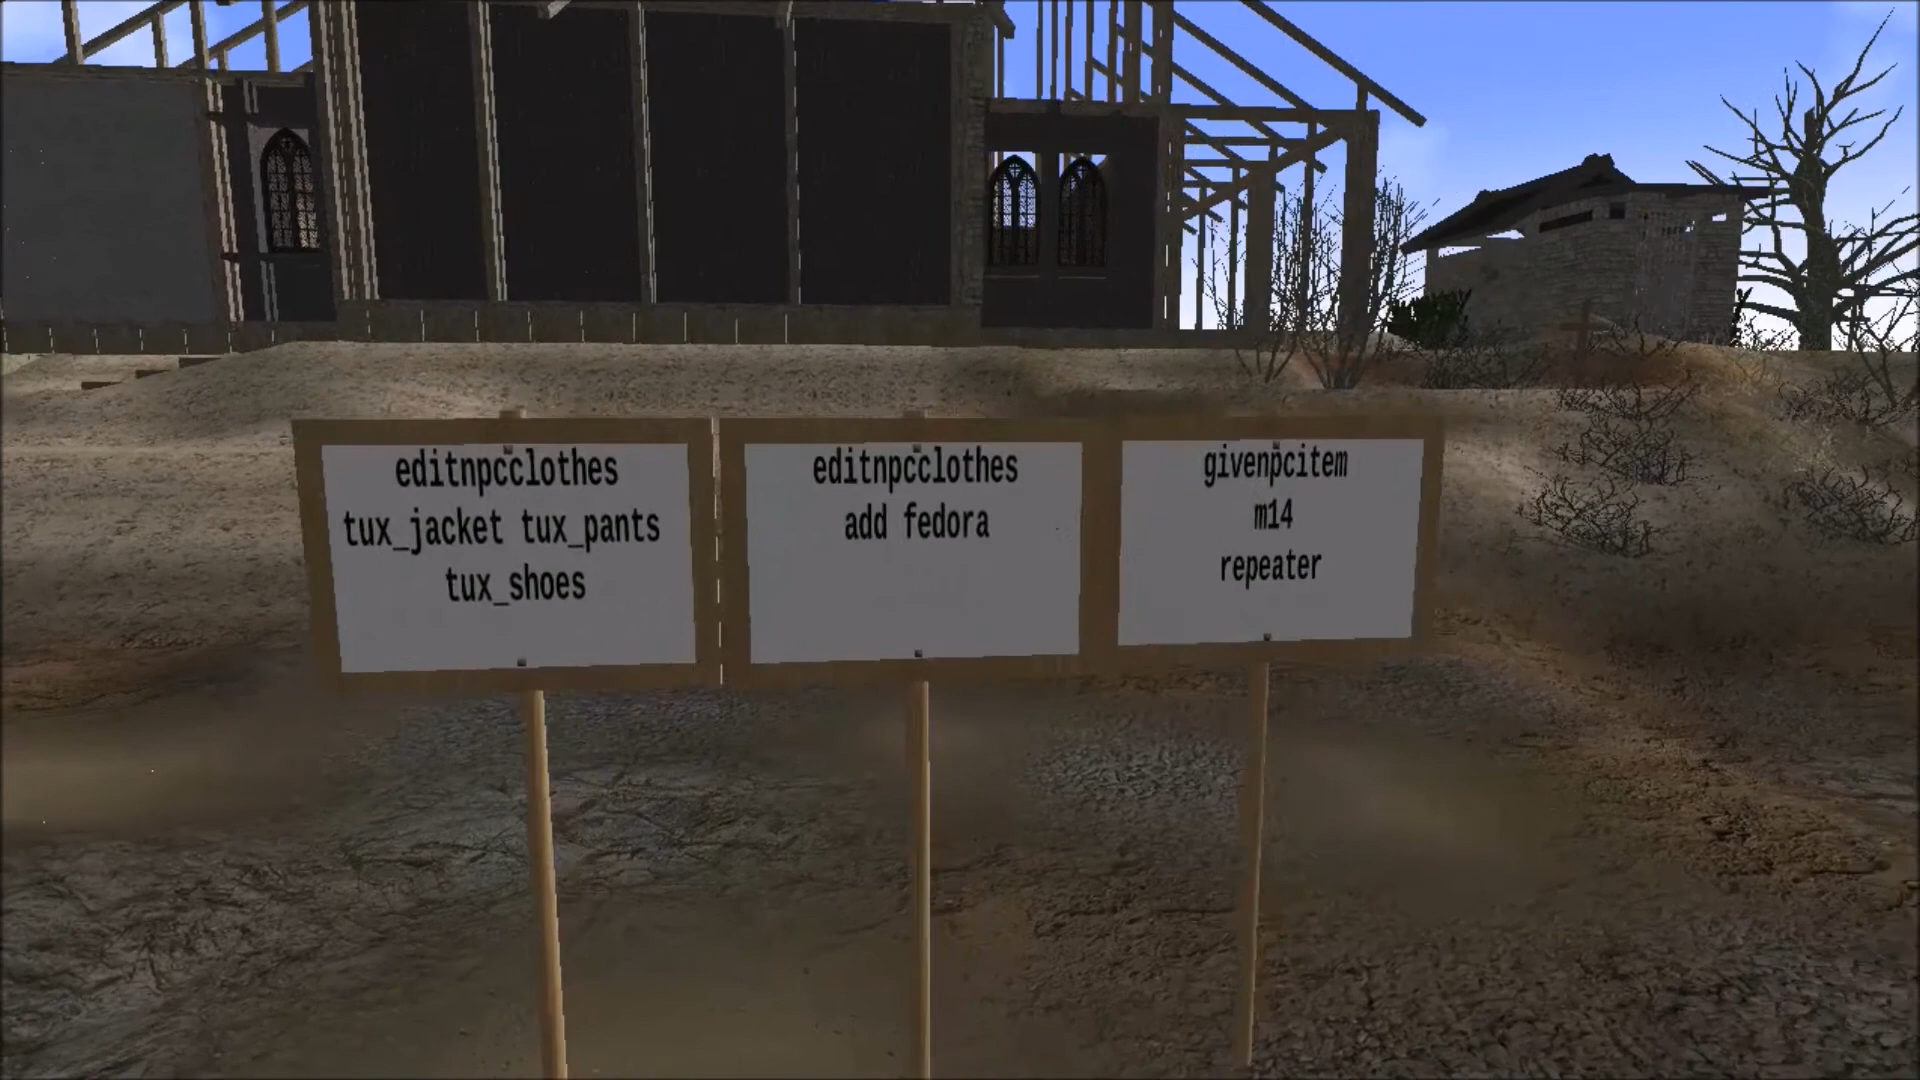 editnpcclothes
tux_jacket tux_pants
tux_shoes
editnpcclothes
add fedora
givenpcitem
m14
repeater